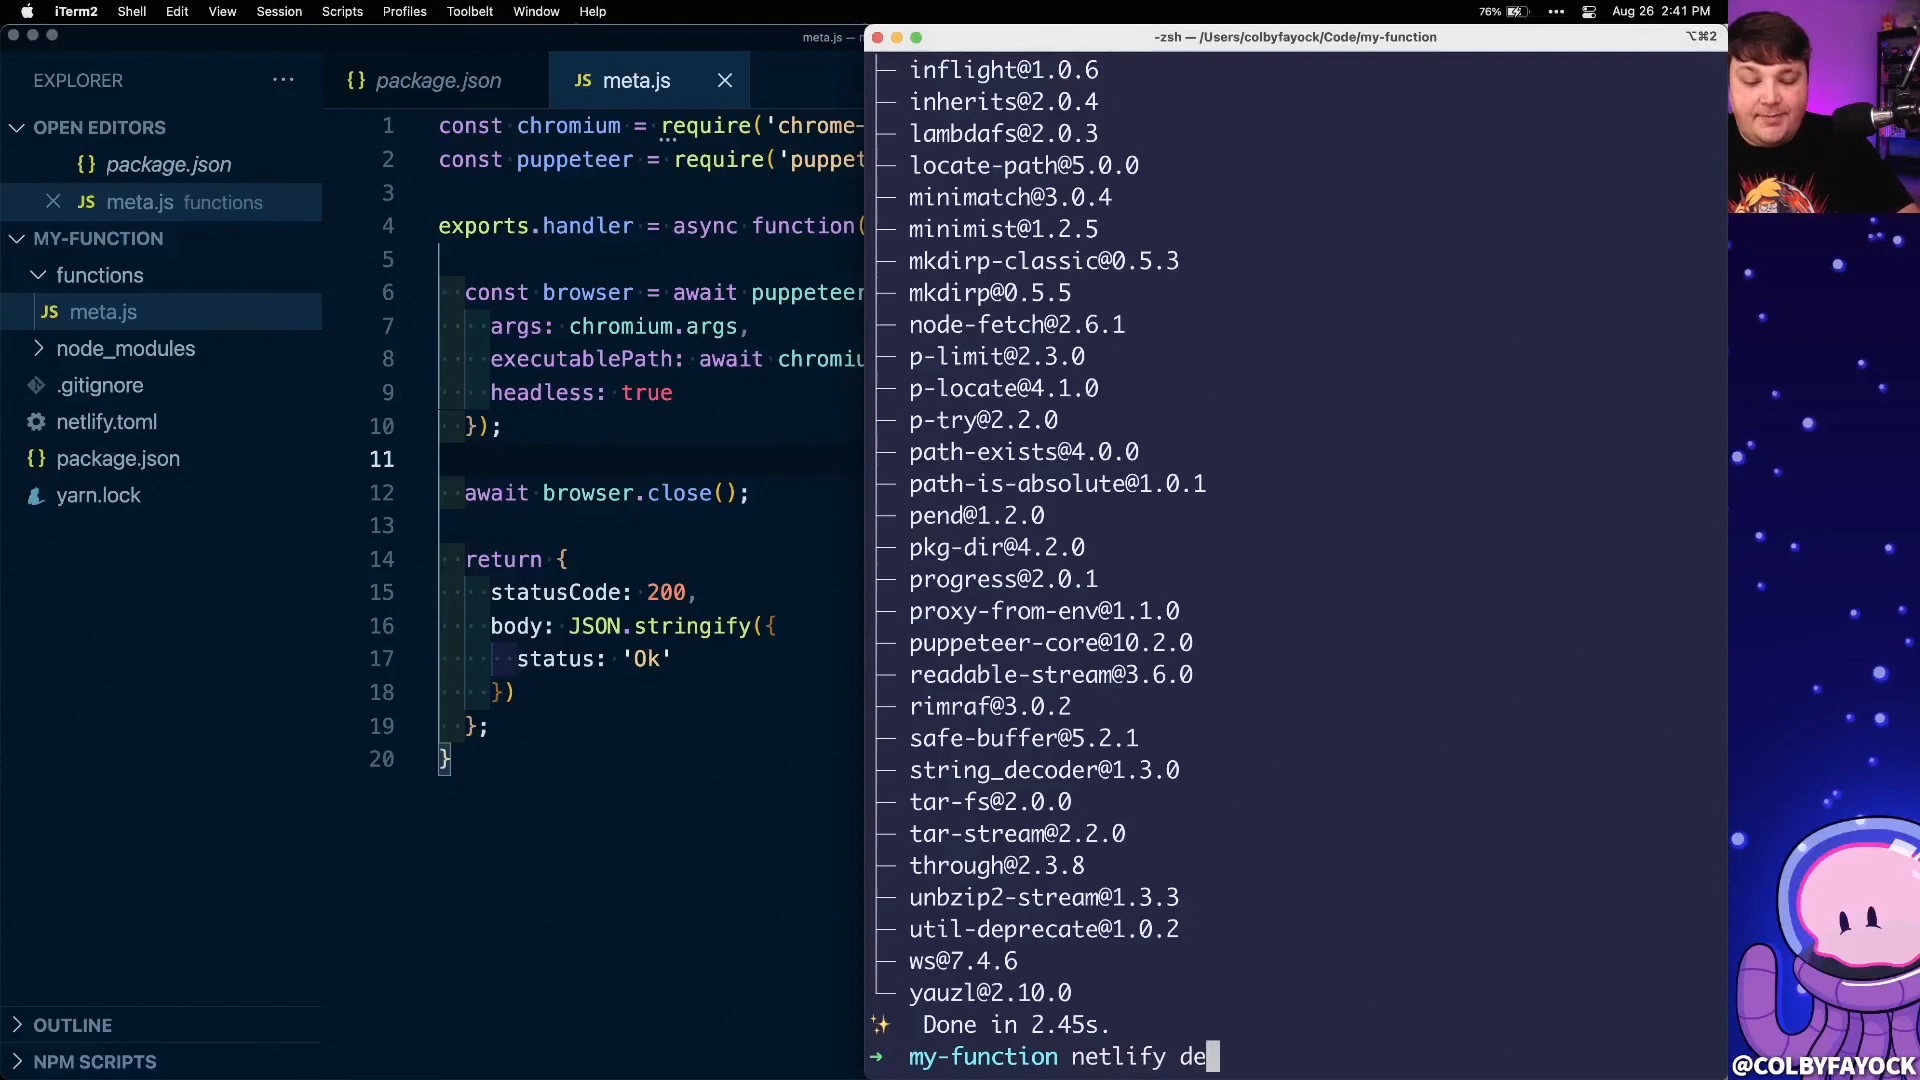 iTerm2 Shell Edit View Session Scripts Profiles Toolbelt Window Help
76% Aug 26 2:41 PM
meta.js —
-zsh — /Users/colbyfayock/Code/my-function
⌥⌘2
EXPLORER
···
{} package.json
JS meta.js
OPEN EDITORS
{} package.json
JS meta.js functions
MY-FUNCTION
functions
JS meta.js
node_modules
.gitignore
netlify.toml
{} package.json
yarn.lock
OUTLINE
NPM SCRIPTS
1 const chromium = require('chrome-
2 const puppeteer = require('puppet
3
4 exports.handler = async function(
5
6 const browser = await puppeteer
7 args: chromium.args,
8 executablePath: await chromiu
9 headless: true
10 });
11
12 await browser.close();
13
14 return {
15 statusCode: 200,
16 body: JSON.stringify({
17 status: 'Ok'
18 })
19 };
20 }
├─ inflight@1.0.6
├─ inherits@2.0.4
├─ lambdafs@2.0.3
├─ locate-path@5.0.0
├─ minimatch@3.0.4
├─ minimist@1.2.5
├─ mkdirp-classic@0.5.3
├─ mkdirp@0.5.5
├─ node-fetch@2.6.1
├─ p-limit@2.3.0
├─ p-locate@4.1.0
├─ p-try@2.2.0
├─ path-exists@4.0.0
├─ path-is-absolute@1.0.1
├─ pend@1.2.0
├─ pkg-dir@4.2.0
├─ progress@2.0.1
├─ proxy-from-env@1.1.0
├─ puppeteer-core@10.2.0
├─ readable-stream@3.6.0
├─ rimraf@3.0.2
├─ safe-buffer@5.2.1
├─ string_decoder@1.3.0
├─ tar-fs@2.0.0
├─ tar-stream@2.2.0
├─ through@2.3.8
├─ unbzip2-stream@1.3.3
├─ util-deprecate@1.0.2
├─ ws@7.4.6
└─ yauzl@2.10.0
✨ Done in 2.45s.
➜ my-function netlify de
@COLBYFAYOCK